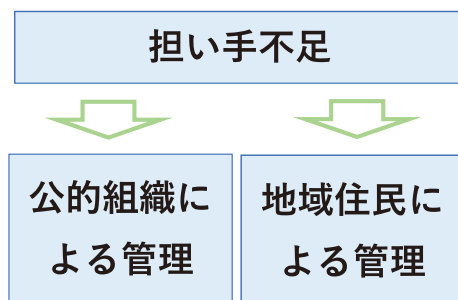 担い手不足
公的組織に
よる管理
地域住民に
よる管理